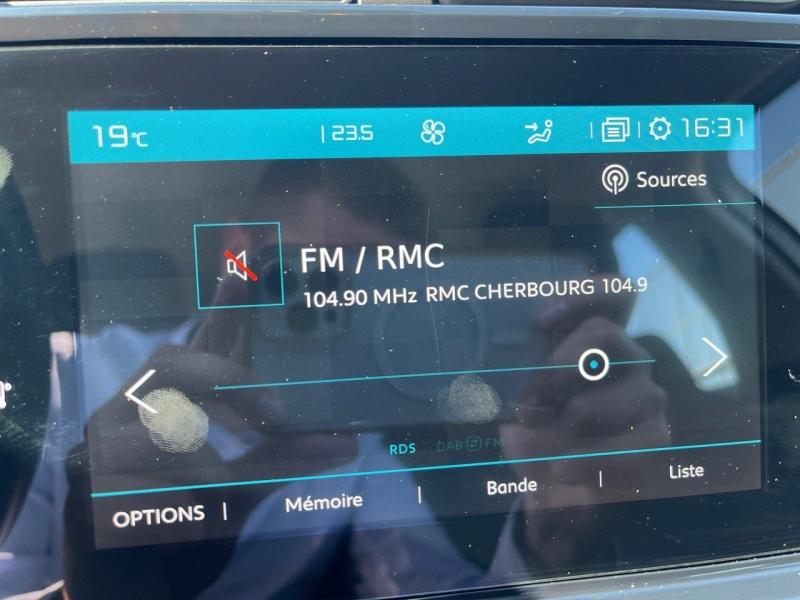 19°C | 23.5 | | 16:31
Sources
FM / RMC
104.90 MHz RMC CHERBOURG 104.9
RDS DAB FM
OPTIONS | Mémoire | Bande | Liste